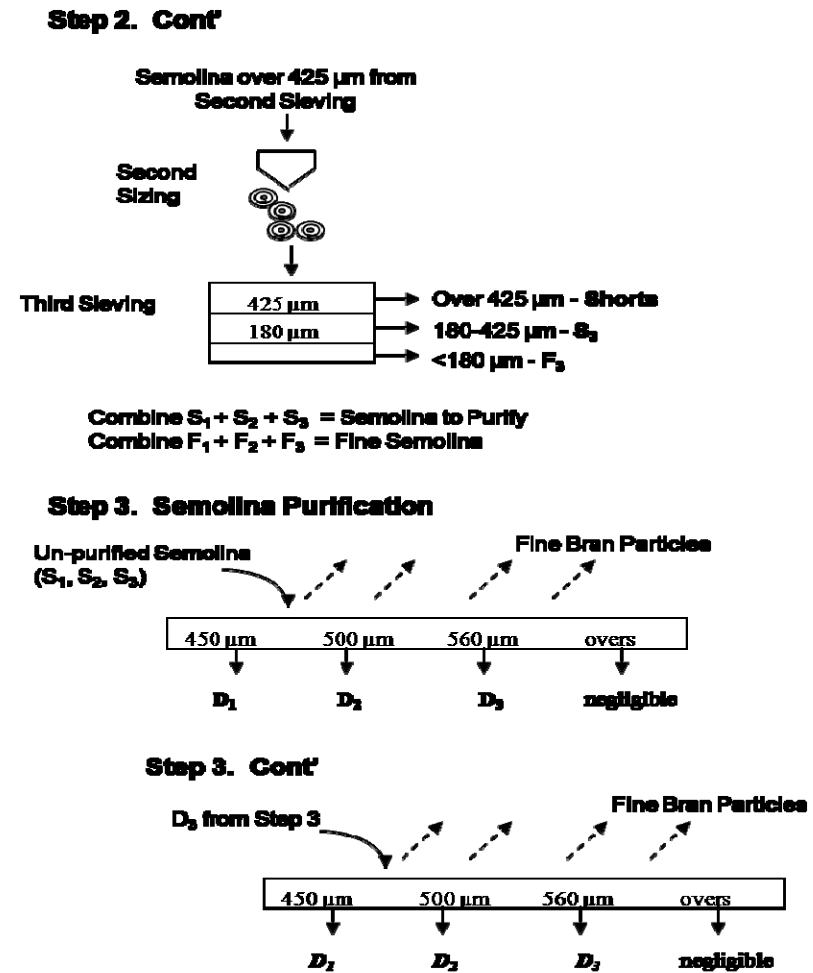 Step 2. Cont'
Semolina over 425 µm from
Second Sieving
Second
Sizing
Third Sieving
425 µm
180 µm
Over 425 µm - Shorts
180-425 µm - S₃
<180 µm - F₃
Combine S₁ + S₂ + S₃ = Semolina to Purify
Combine F₁ + F₂ + F₃ = Fine Semolina
Step 3. Semolina Purification
Un-purified Semolina
(S₁, S₂, S₃)
Fine Bran Particles
450 µm 500 µm 560 µm overs
D₁ D₂ D₃ negligible
Step 3. Cont'
D₃ from Step 3
Fine Bran Particles
450 µm 500 µm 560 µm overs
D₁ D₂ D₃ negligible